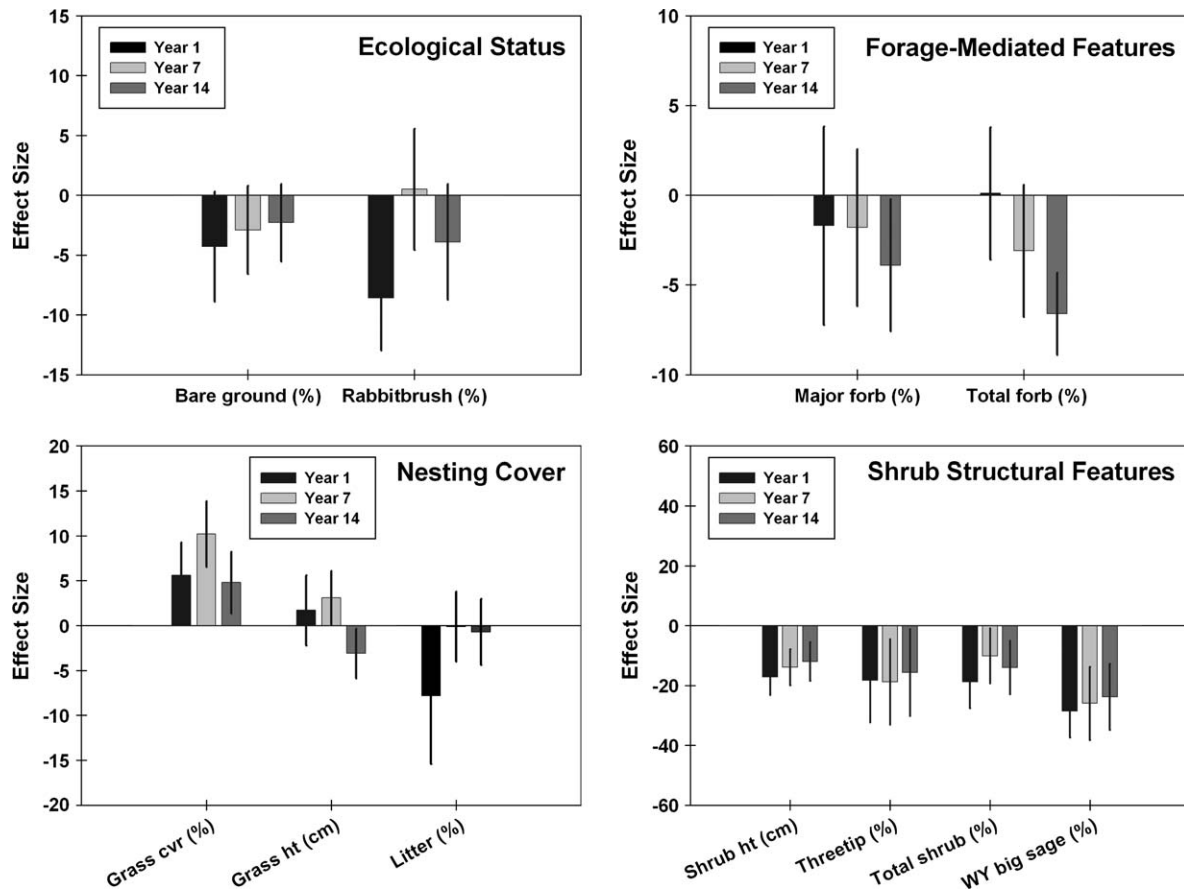 Ecological Status
Year 1
Year 7
Year 14
15
10
5
0
-5
-10
-15
Effect Size
Bare ground (%) Rabbitbrush (%)
Forage-Mediated Features
Year 1
Year 7
Year 14
10
5
0
-5
-10
Effect Size
Major forb (%) Total forb (%)
Nesting Cover
Year 1
Year 7
Year 14
20
15
10
5
0
-5
-10
-15
-20
Effect Size
Grass cvr (%)
Grass ht (cm)
Litter (%)
Shrub Structural Features
Year 1
Year 7
Year 14
60
40
20
0
-20
-40
-60
Effect Size
Shrub ht (cm)
Threetip (%)
Total shrub (%)
WY big sage (%)